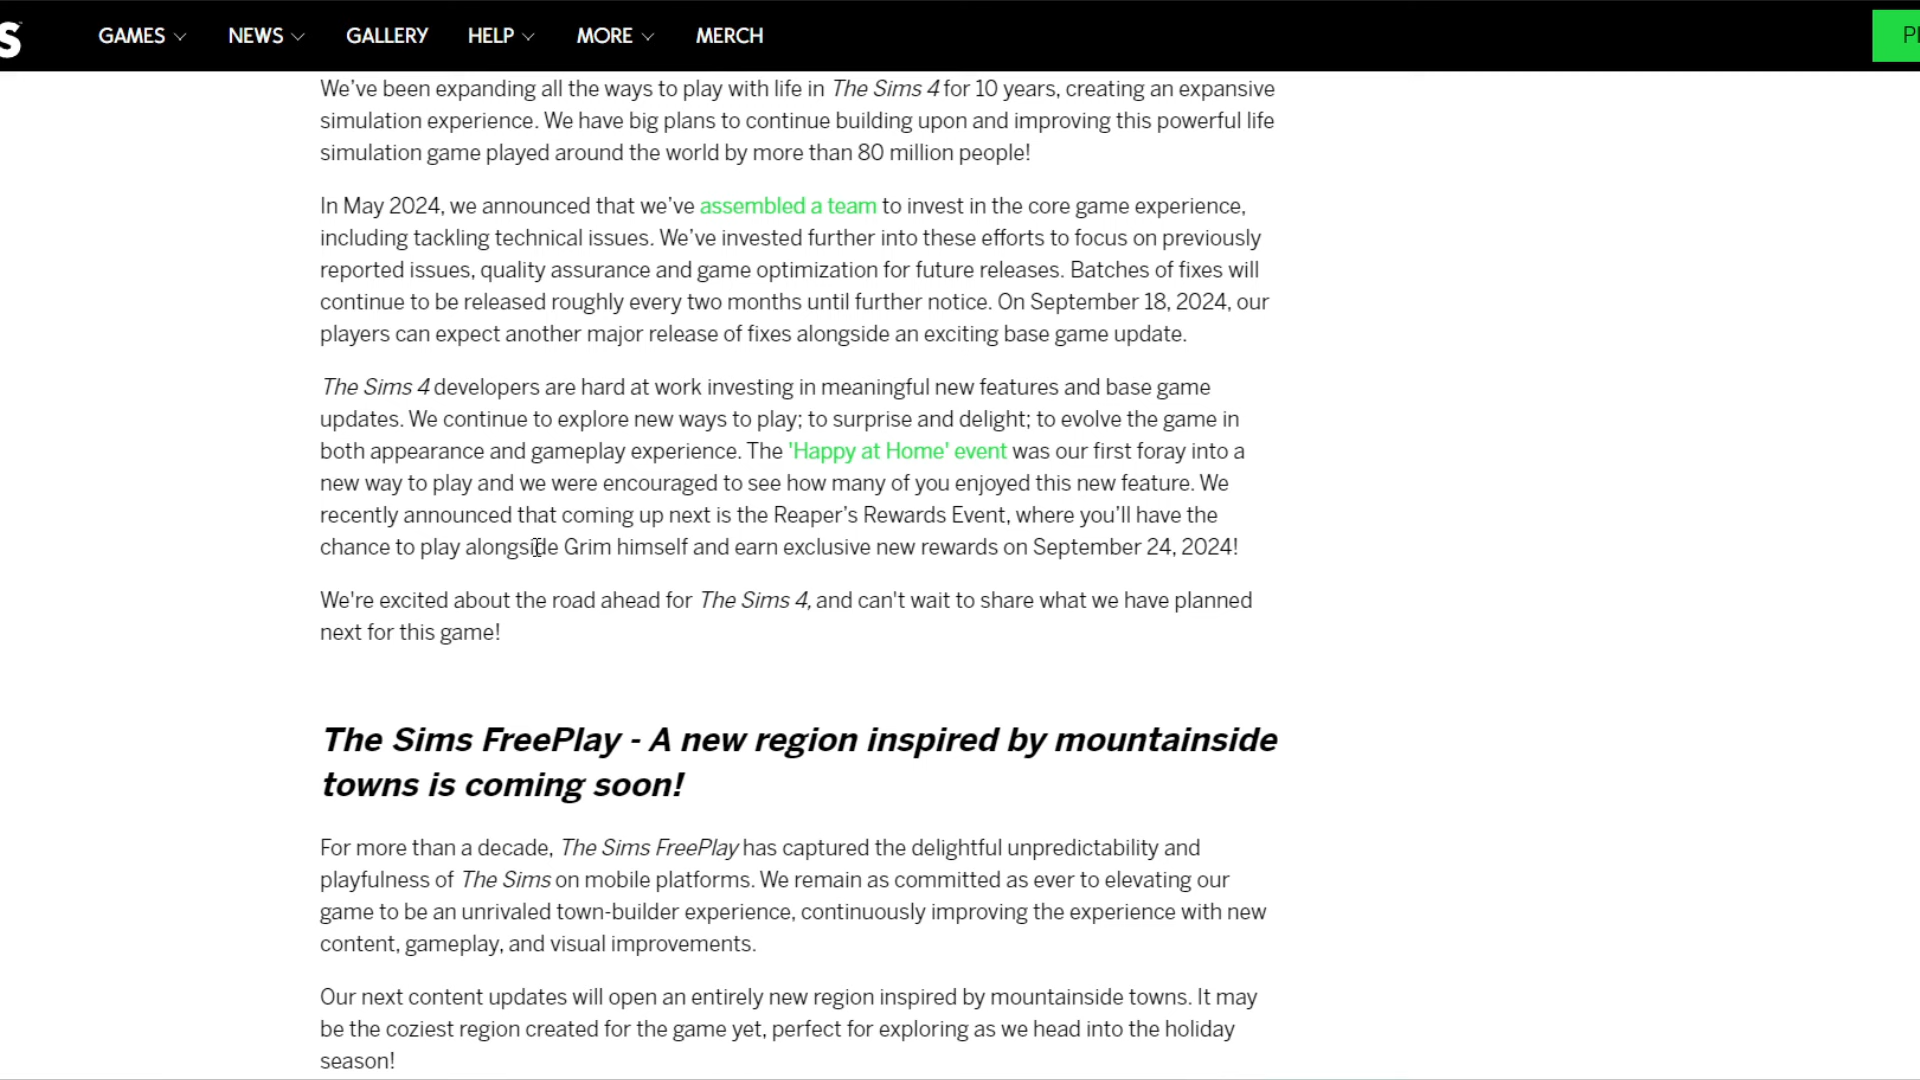 S GAMES NEWS GALLERY HELP MORE MERCH
We’ve been expanding all the ways to play with life in The Sims 4 for 10 years, creating an expansive
simulation experience. We have big plans to continue building upon and improving this powerful life
simulation game played around the world by more than 80 million people!
In May 2024, we announced that we’ve assembled a team to invest in the core game experience,
including tackling technical issues. We’ve invested further into these efforts to focus on previously
reported issues, quality assurance and game optimization for future releases. Batches of fixes will
continue to be released roughly every two months until further notice. On September 18, 2024, our
players can expect another major release of fixes alongside an exciting base game update.
The Sims 4 developers are hard at work investing in meaningful new features and base game
updates. We continue to explore new ways to play; to surprise and delight; to evolve the game in
both appearance and gameplay experience. The 'Happy at Home' event was our first foray into a
new way to play and we were encouraged to see how many of you enjoyed this new feature. We
recently announced that coming up next is the Reaper’s Rewards Event, where you’ll have the
chance to play alongside Grim himself and earn exclusive new rewards on September 24, 2024!
We're excited about the road ahead for The Sims 4, and can't wait to share what we have planned
next for this game!
The Sims FreePlay - A new region inspired by mountainside
towns is coming soon!
For more than a decade, The Sims FreePlay has captured the delightful unpredictability and
playfulness of The Sims on mobile platforms. We remain as committed as ever to elevating our
game to be an unrivaled town-builder experience, continuously improving the experience with new
content, gameplay, and visual improvements.
Our next content updates will open an entirely new region inspired by mountainside towns. It may
be the coziest region created for the game yet, perfect for exploring as we head into the holiday
season!